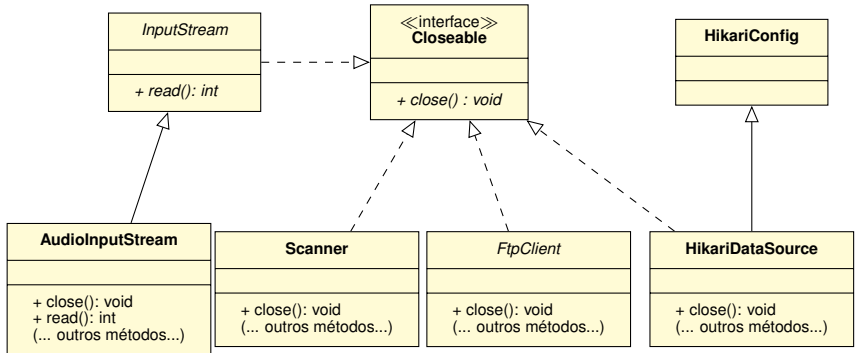 InputStream
+ read(): int
≪interface≫
Closeable
+ close() : void
HikariConfig
AudioInputStream
+ close(): void
+ read(): int
(... outros métodos...)
Scanner
+ close(): void
(... outros métodos...)
FtpClient
+ close(): void
(... outros métodos...)
HikariDataSource
+ close(): void
(... outros métodos...)